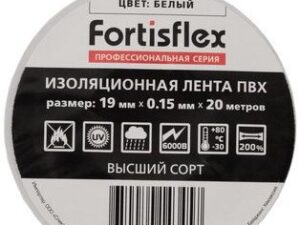 ЦВЕТ: БЕЛЫЙ
Fortisflex
ПРОФЕССИОНАЛЬНАЯ СЕРИЯ
ИЗОЛЯЦИОННАЯ ЛЕНТА ПВХ
размер: 19 мм x 0.15 мм x 20 метров
UV 6000В +80 °C -30 200%
ВЫСШИЙ СОРТ